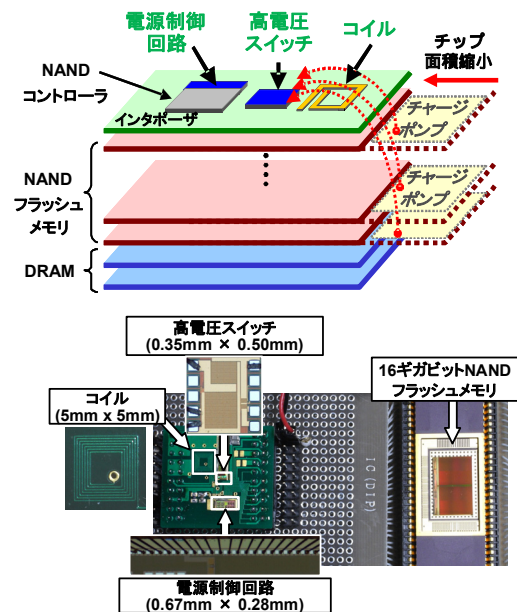 電源制御
回路
高電圧
スイッチ
コイル
チップ
面積縮小
NAND
コントローラ
インタポーザ
チャージ
ポンプ
NAND
フラッシュ
メモリ
チャージ
ポンプ
DRAM
高電圧スイッチ
(0.35mm × 0.50mm)
コイル
(5mm x 5mm)
16ギガビットNAND
フラッシュメモリ
IC(DIP)
電源制御回路
(0.67mm × 0.28mm)